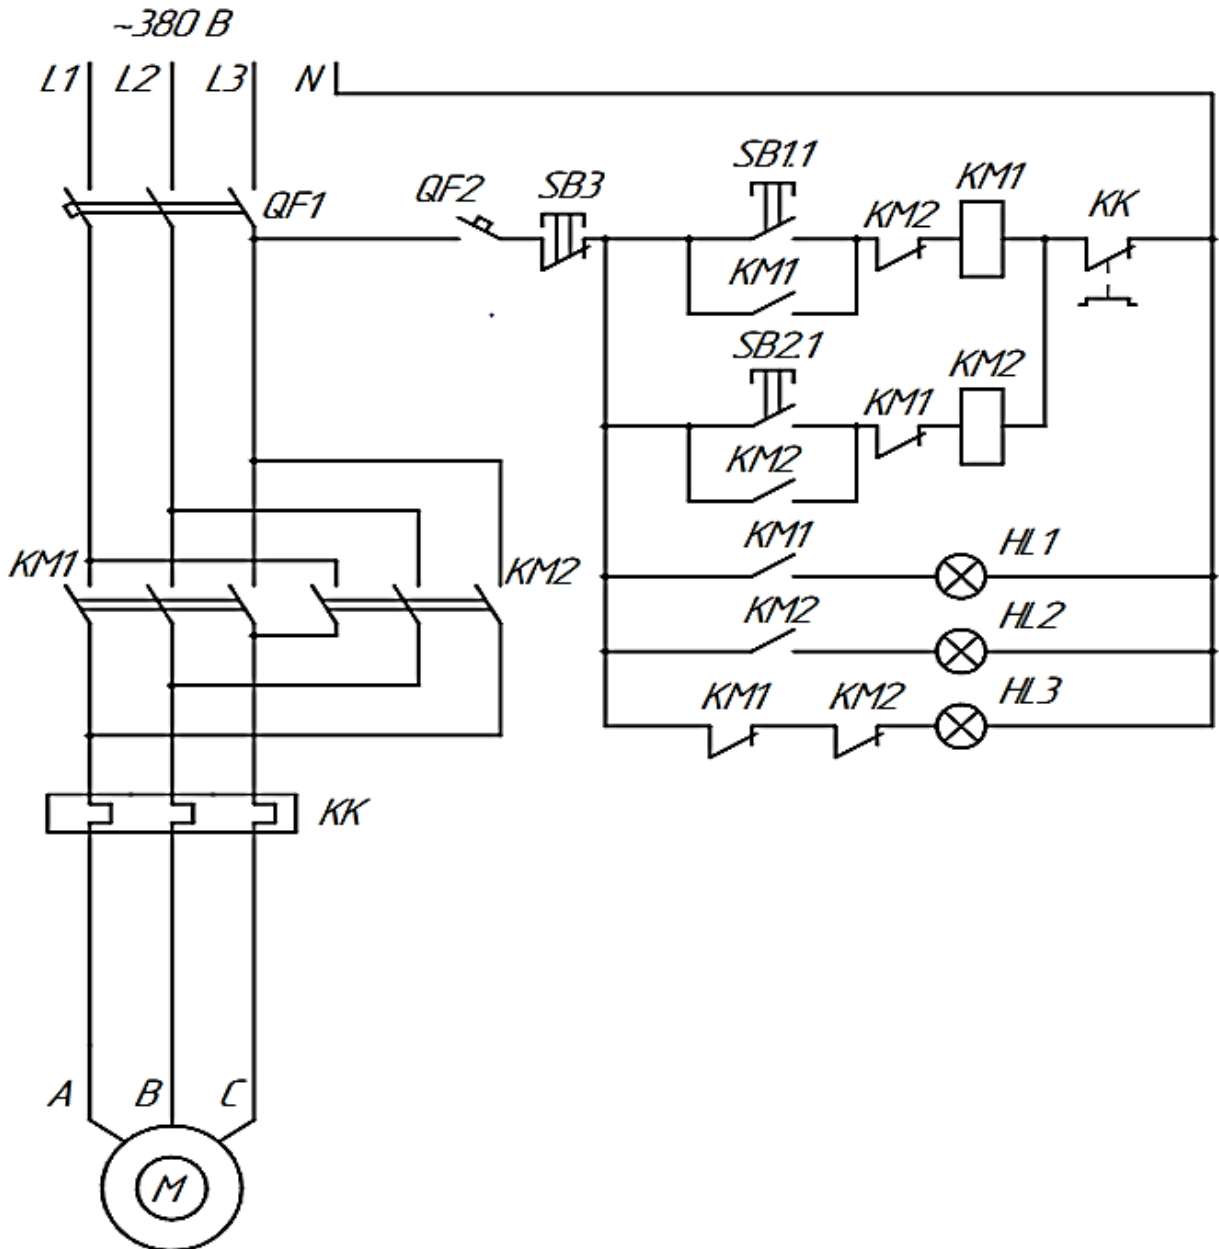 ~380 В
L1 L2 L3 N
QF1
QF2 SB3 SB1.1 KM2 KM1 KK
KM1
SB2.1 KM1 KM2
KM2
KM1 KM2
KM1 HL1
KM2 HL2
KM1 KM2 HL3
KK
A B C
M